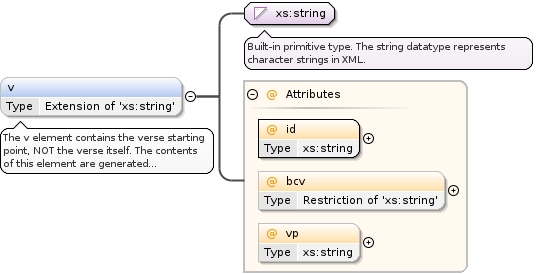 xs:string
Built-in primitive type. The string datatype represents
character strings in XML.
v
Type Extension of 'xs:string'
The v element contains the verse starting
point, NOT the verse itself. The contents
of this element are generated...
@ Attributes
@ id
Type xs:string
@ bcv
Type Restriction of 'xs:string'
@ vp
Type xs:string